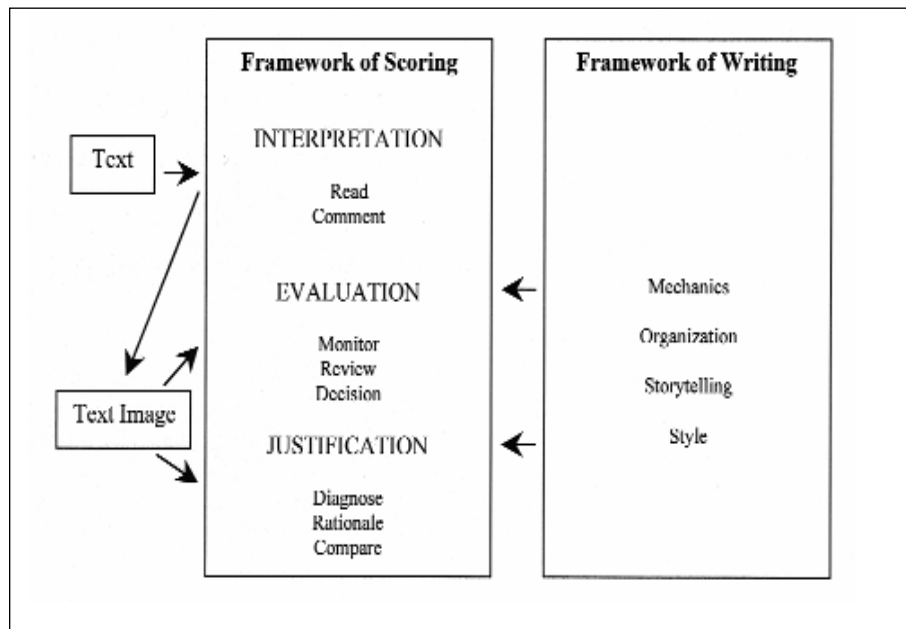 Framework of Scoring
INTERPRETATION
Read
Comment
EVALUATION
Monitor
Review
Decision
JUSTIFICATION
Diagnose
Rationale
Compare
Framework of Writing
Mechanics
Organization
Storytelling
Style
Text
Text Image